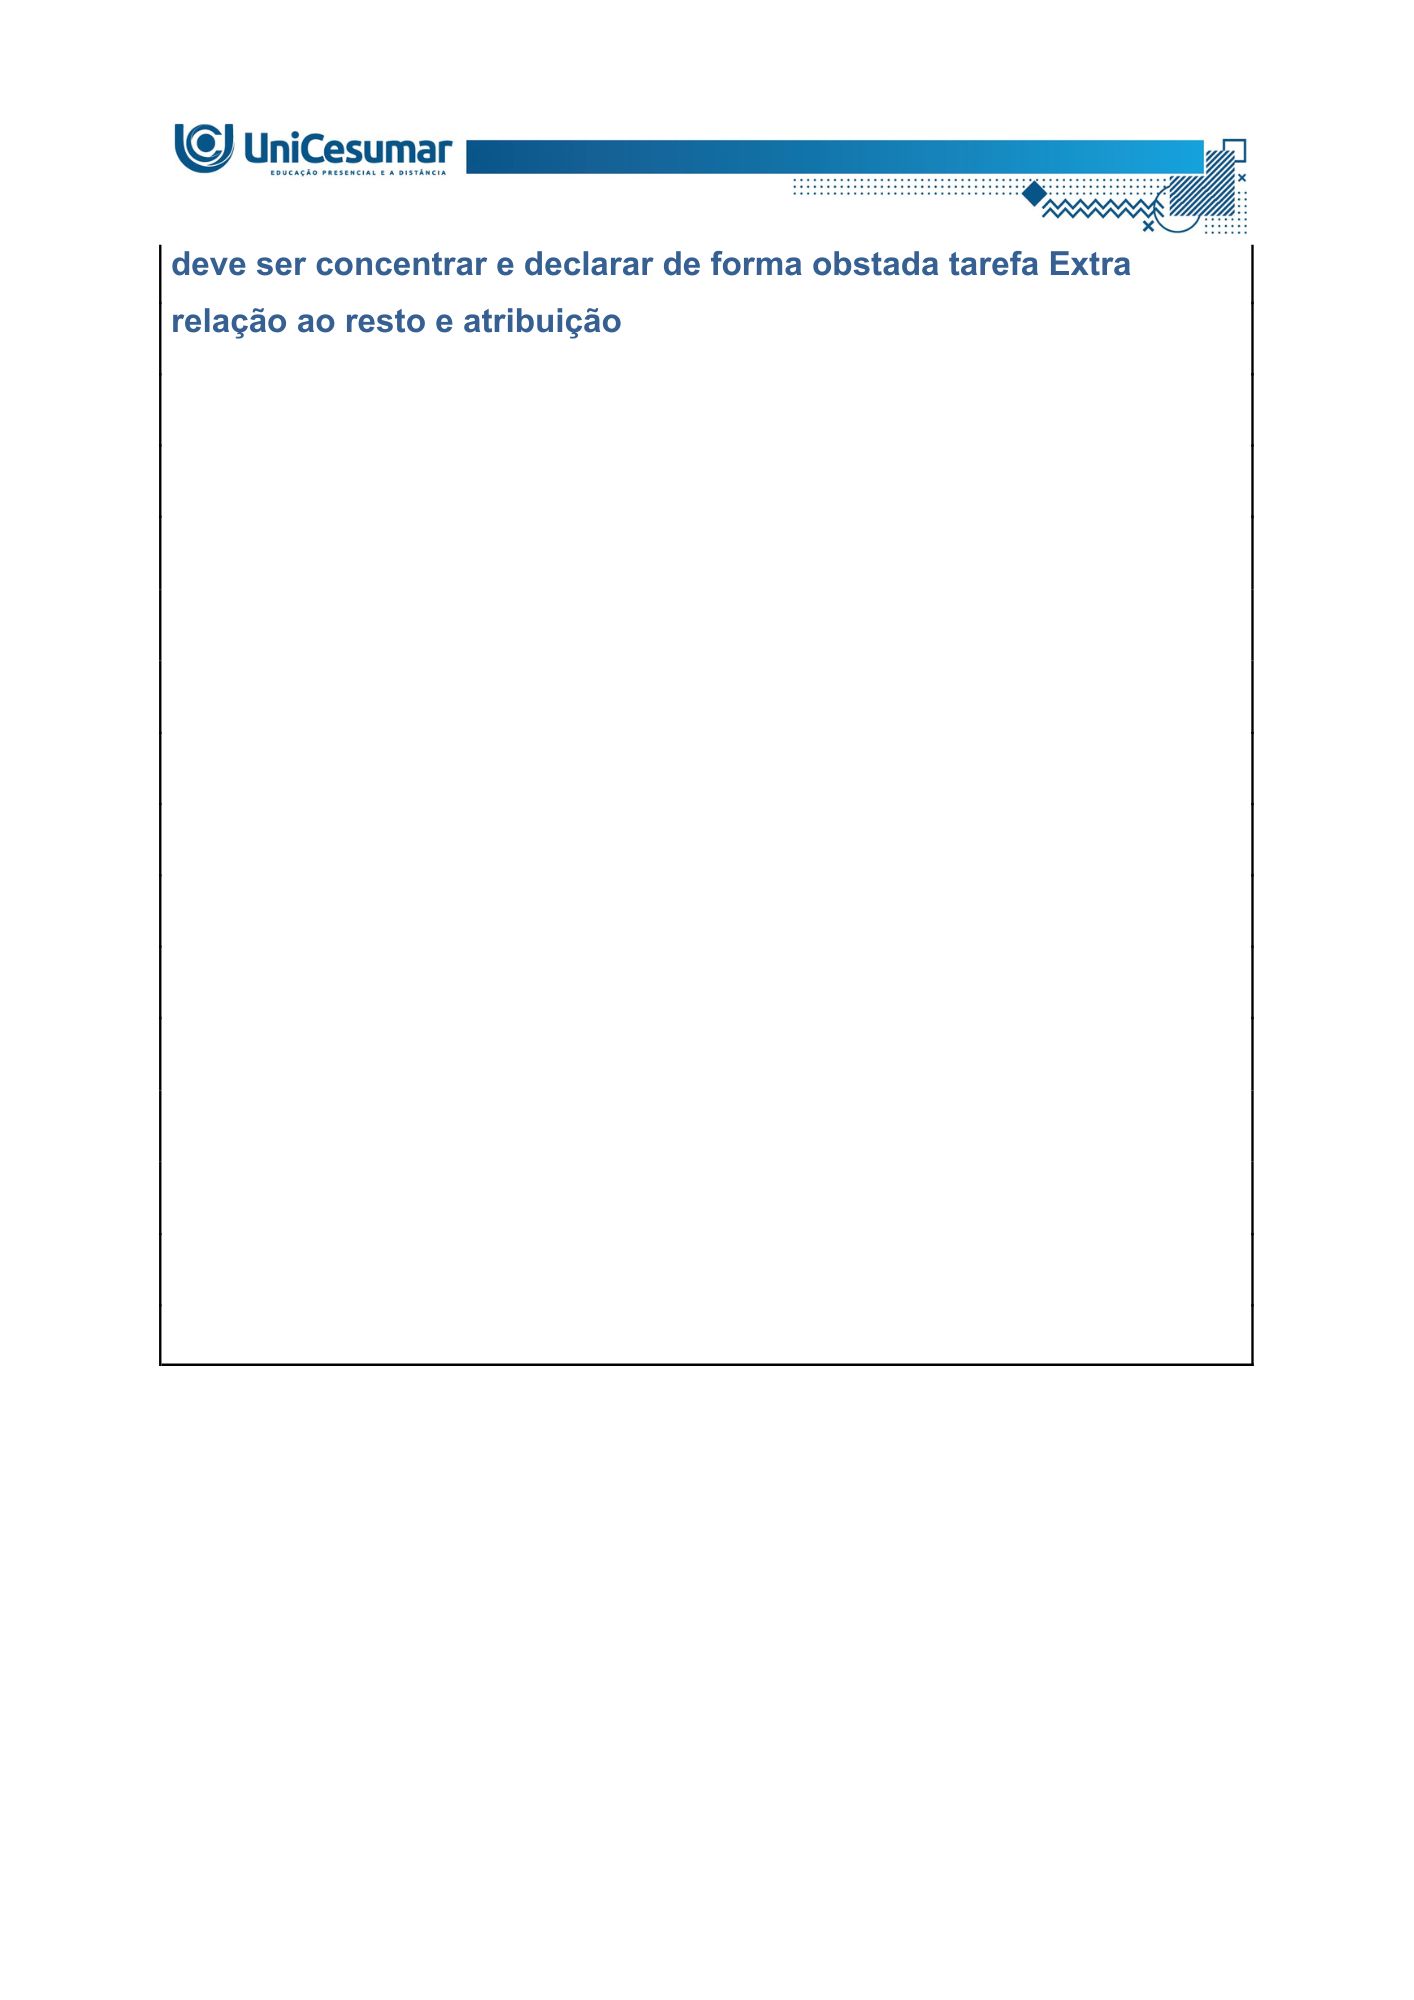 UniCesumar
EDUCAÇÃO PRESENCIAL E A DISTÂNCIA
deve ser concentrar e declarar de forma obstada tarefa Extra
relação ao resto e atribuição